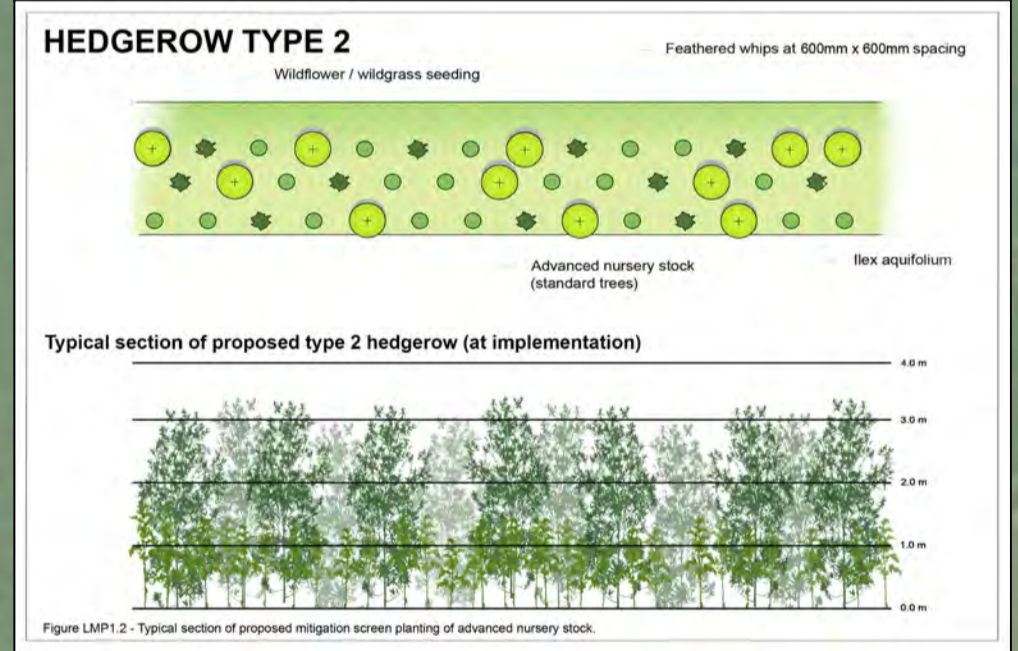 HEDGEROW TYPE 2
Feathered whips at 600mm x 600mm spacing
Wildflower / wildgrass seeding
Advanced nursery stock
(standard trees)
Ilex aquifolium
Typical section of proposed type 2 hedgerow (at implementation)
4.0 m
3.0 m
2.0 m
1.0 m
0.0 m
Figure LMP1.2 - Typical section of proposed mitigation screen planting of advanced nursery stock.